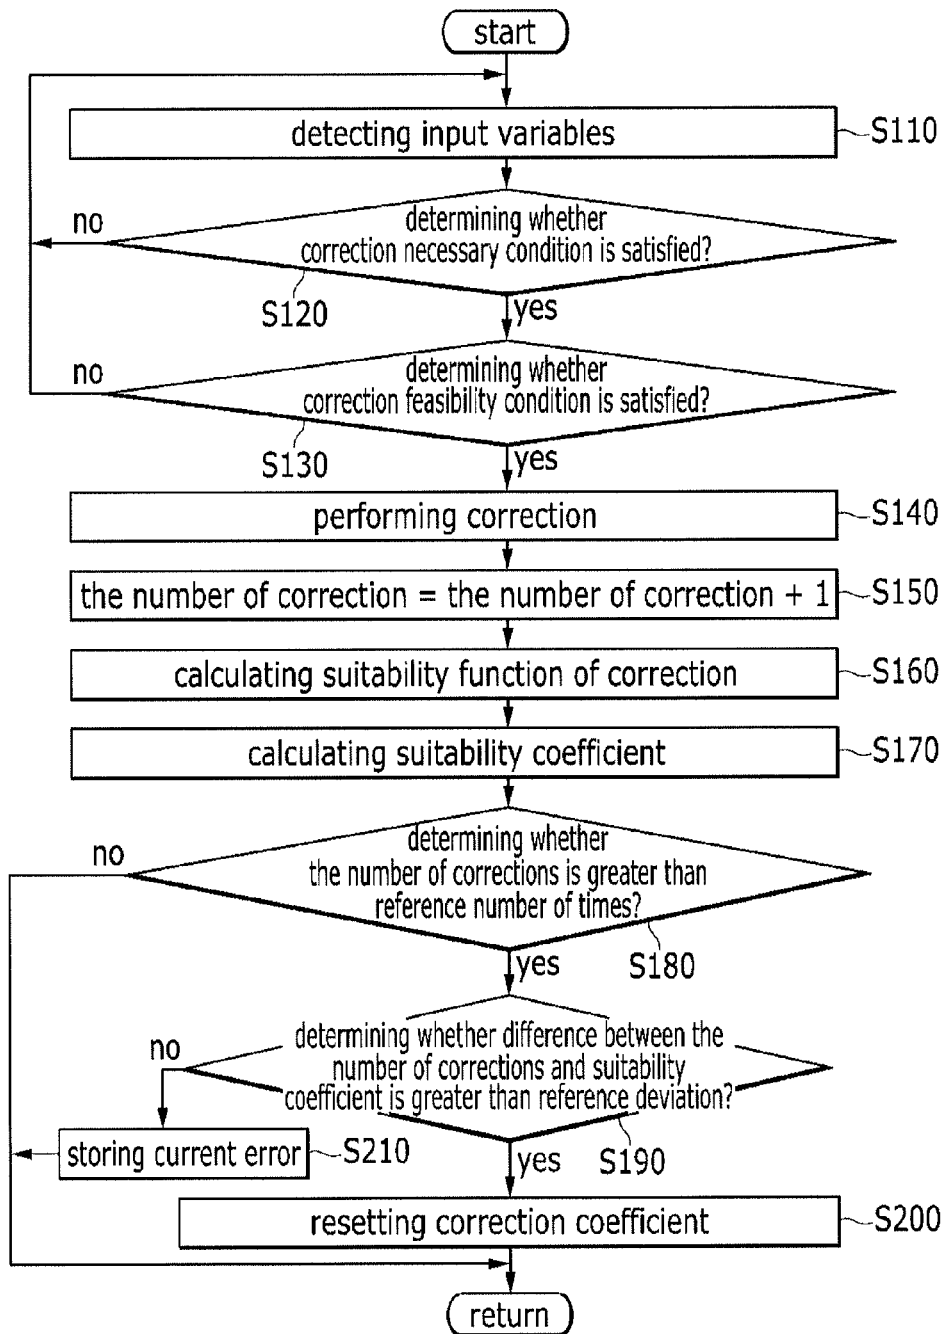 start
detecting input variables
S110
determining whether
correction necessary condition is satisfied?
no
S120
yes
determining whether
correction feasibility condition is satisfied?
no
S130
yes
performing correction
S140
the number of correction = the number of correction + 1
S150
calculating suitability function of correction
S160
calculating suitability coefficient
S170
determining whether
the number of corrections is greater than
reference number of times?
no
S180
yes
determining whether difference between the
number of corrections and suitability
coefficient is greater than reference deviation?
no
storing current error
S210
S190
yes
resetting correction coefficient
S200
return